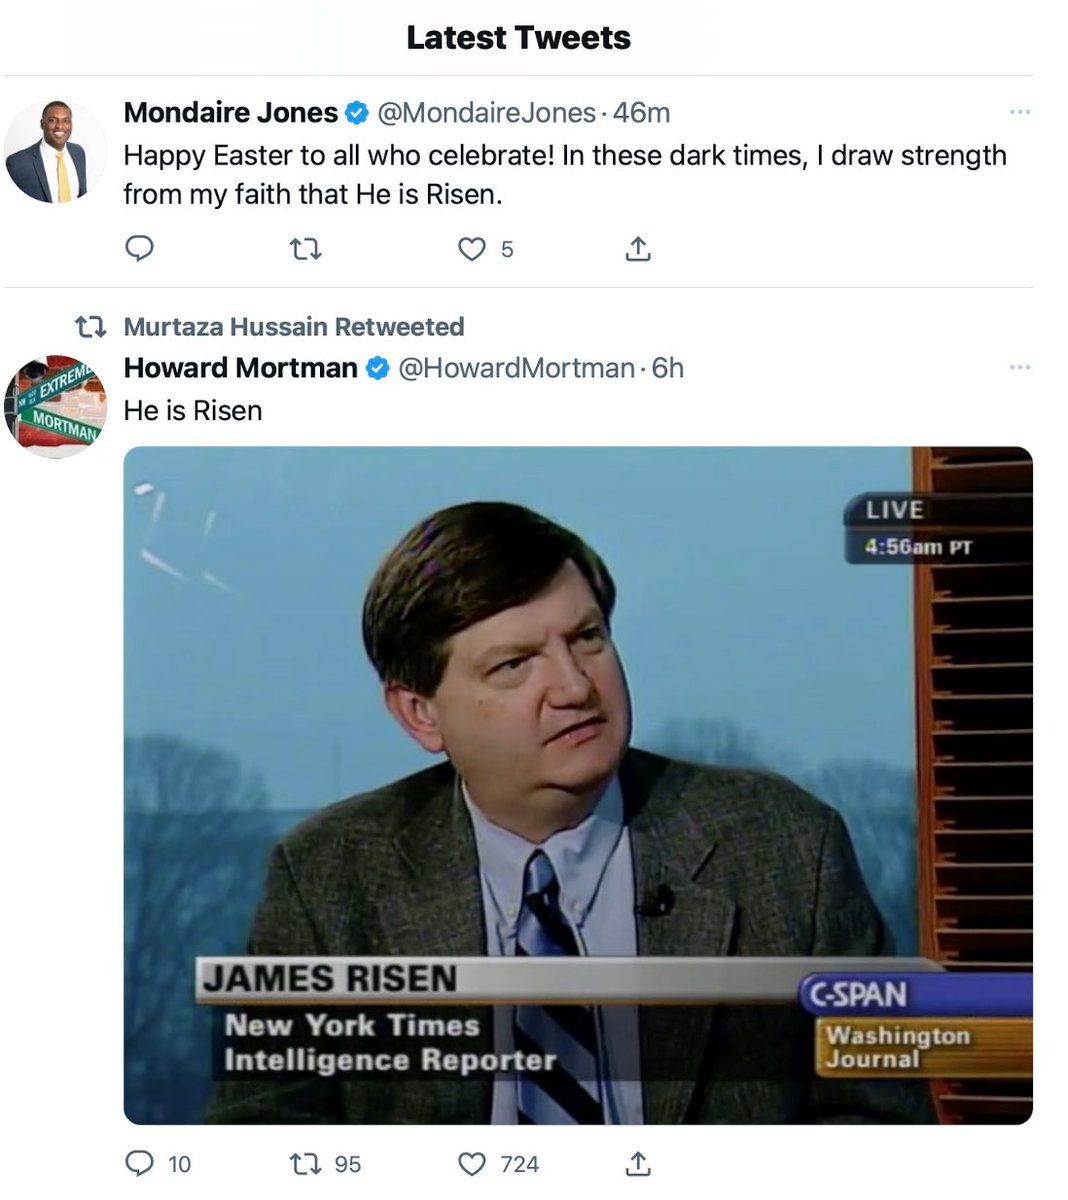 Latest Tweets
Mondaire Jones @MondaireJones · 46m
Happy Easter to all who celebrate! In these dark times, I draw strength
from my faith that He is Risen.
5
Murtaza Hussain Retweeted
Howard Mortman @HowardMortman · 6h
EXTREME
MORTMAN
He is Risen
LIVE
4:56am PT
JAMES RISEN
New York Times
Intelligence Reporter
C-SPAN
Washington
Journal
10 95 724